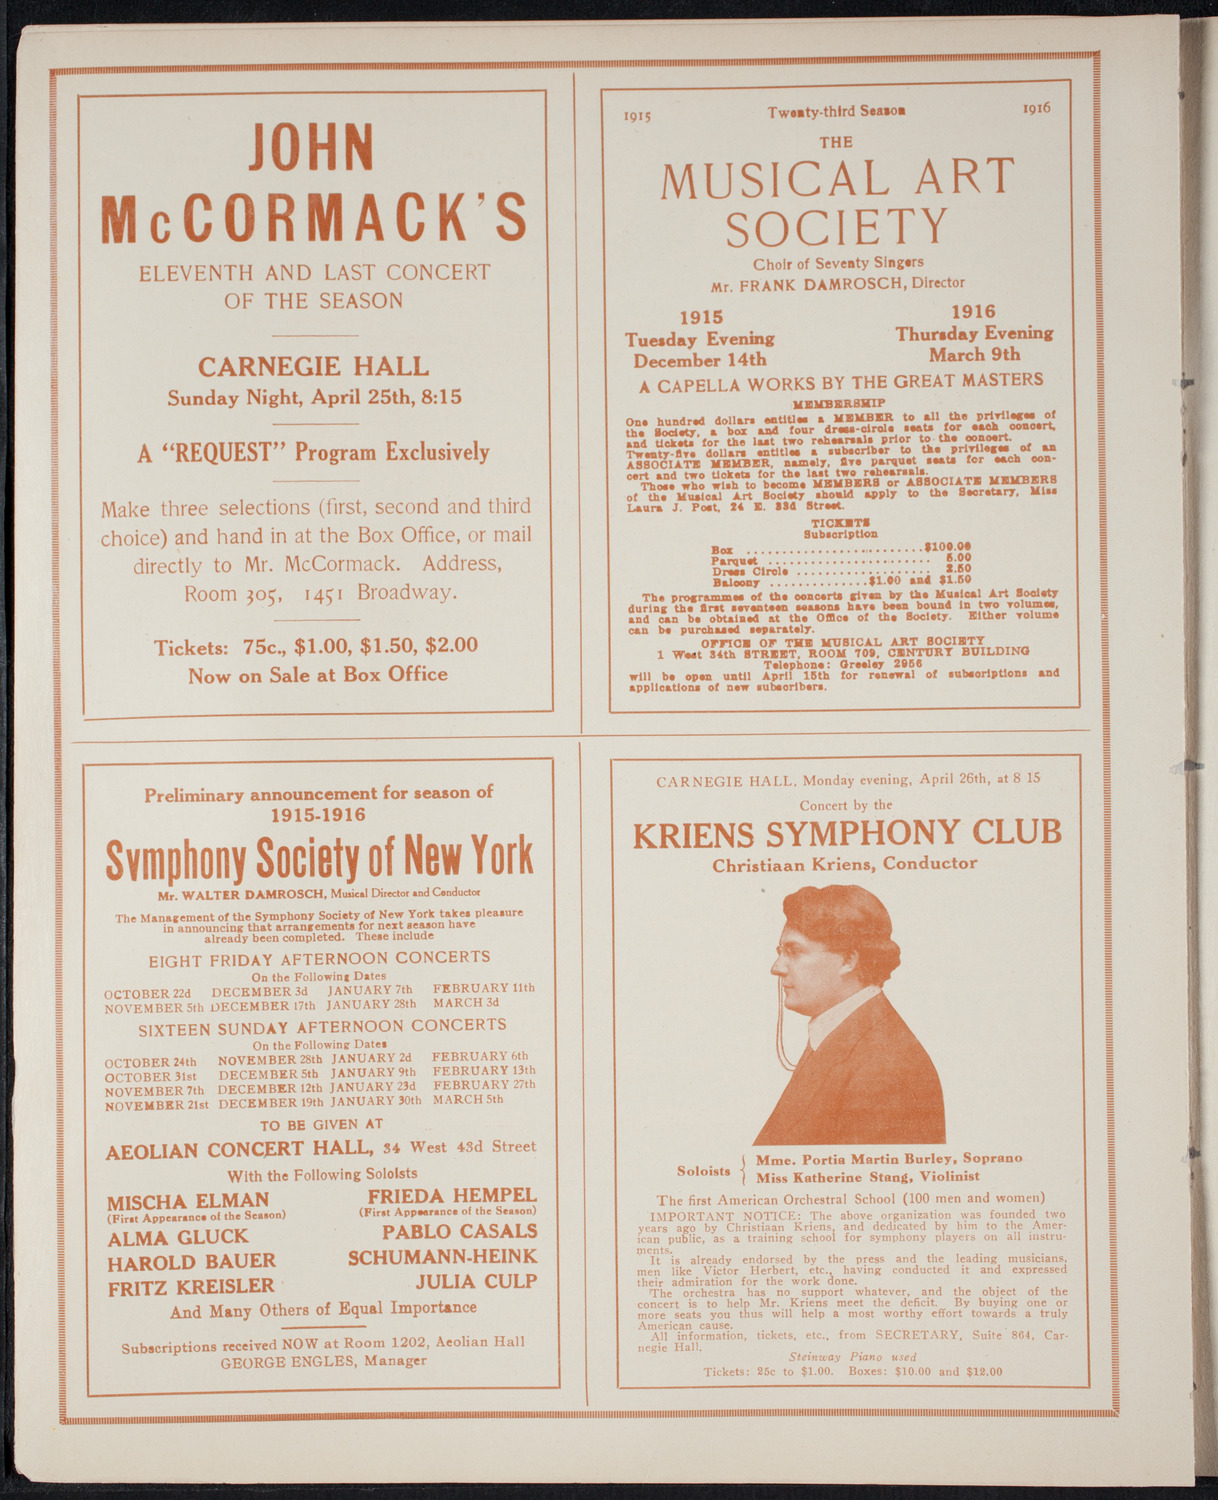 JOHN
McCORMACK'S
ELEVENTH AND LAST CONCERT
OF THE SEASON
CARNEGIE HALL
Sunday Night, April 25th, 8:15
A "REQUEST" Program Exclusively
Make three selections (first, second and third
choice) and hand in at the Box Office, or mail
directly to Mr. McCormack. Address,
Room 305, 1451 Broadway.
Tickets: 75c., $1.00, $1.50, $2.00
Now on Sale at Box Office
1915 Twenty-third Season 1916
THE
MUSICAL ART
SOCIETY
Choir of Seventy Singers
Mr. FRANK DAMROSCH, Director
1915 1916
Tuesday Evening Thursday Evening
December 14th March 9th
A CAPELLA WORKS BY THE GREAT MASTERS
MEMBERSHIP
One hundred dollars entitles a MEMBER to all the privileges of
the Society, a box and four dress-circle seats for each concert,
and tickets for the last two rehearsals prior to the concert.
Twenty-five dollars entitles a subscriber to the privileges of an
ASSOCIATE MEMBER, namely, five parquet seats for each con-
cert and two tickets for the last two rehearsals.
Those who wish to become MEMBERS or ASSOCIATE MEMBERS
of the Musical Art Society should apply to the Secretary, Miss
Laura J. Post, 24 E. 33d Street.
TICKETS
Subscription
Box ........................$100.00
Parquet ...................... 5.00
Dress Circle .................. 2.50
Balcony ..............$1.00 and $1.50
The programmes of the concerts given by the Musical Art Society
during the first seventeen seasons have been bound in two volumes,
and can be obtained at the Office of the Society. Either volume
can be purchased separately.
OFFICE OF THE MUSICAL ART SOCIETY
1 West 34th STREET, ROOM 709, CENTURY BUILDING
Telephone: Greeley 2956
will be open until April 15th for renewal of subscriptions and
applications of new subscribers.
Preliminary announcement for season of
1915-1916
Symphony Society of New York
Mr. WALTER DAMROSCH, Musical Director and Conductor
The Management of the Symphony Society of New York takes pleasure
in announcing that arrangements for next season have
already been completed. These include
EIGHT FRIDAY AFTERNOON CONCERTS
On the Following Dates
OCTOBER 22d DECEMBER 3d JANUARY 7th FEBRUARY 11th
NOVEMBER 5th DECEMBER 17th JANUARY 28th MARCH 3d
SIXTEEN SUNDAY AFTERNOON CONCERTS
On the Following Dates
OCTOBER 24th NOVEMBER 28th JANUARY 2d FEBRUARY 6th
OCTOBER 31st DECEMBER 5th JANUARY 9th FEBRUARY 13th
NOVEMBER 7th DECEMBER 12th JANUARY 23d FEBRUARY 27th
NOVEMBER 21st DECEMBER 19th JANUARY 30th MARCH 5th
TO BE GIVEN AT
AEOLIAN CONCERT HALL, 34 West 43d Street
With the Following Soloists
MISCHA ELMAN FRIEDA HEMPEL
(First Appearance of the Season) (First Appearance of the Season)
ALMA GLUCK PABLO CASALS
HAROLD BAUER SCHUMANN-HEINK
FRITZ KREISLER JULIA CULP
And Many Others of Equal Importance
Subscriptions received NOW at Room 1202, Aeolian Hall
GEORGE ENGLES, Manager
CARNEGIE HALL, Monday evening, April 26th, at 8 15
Concert by the
KRIENS SYMPHONY CLUB
Christiaan Kriens, Conductor
Soloists { Mme. Portia Martin Burley, Soprano
Miss Katherine Stang, Violinist
The first American Orchestral School (100 men and women)
IMPORTANT NOTICE: The above organization was founded two
years ago by Christiaan Kriens, and dedicated by him to the Amer-
ican public, as a training school for symphony players on all instru-
ments.
It is already endorsed by the press and the leading musicians,
men like Victor Herbert, etc., having conducted it and expressed
their admiration for the work done.
The orchestra has no support whatever, and the object of the
concert is to help Mr. Kriens meet the deficit. By buying one or
more seats you thus will help a most worthy effort towards a truly
American cause.
All information, tickets, etc., from SECRETARY, Suite 864, Car-
negie Hall.
Steinway Piano used
Tickets: 25c to $1.00. Boxes: $10.00 and $12.00